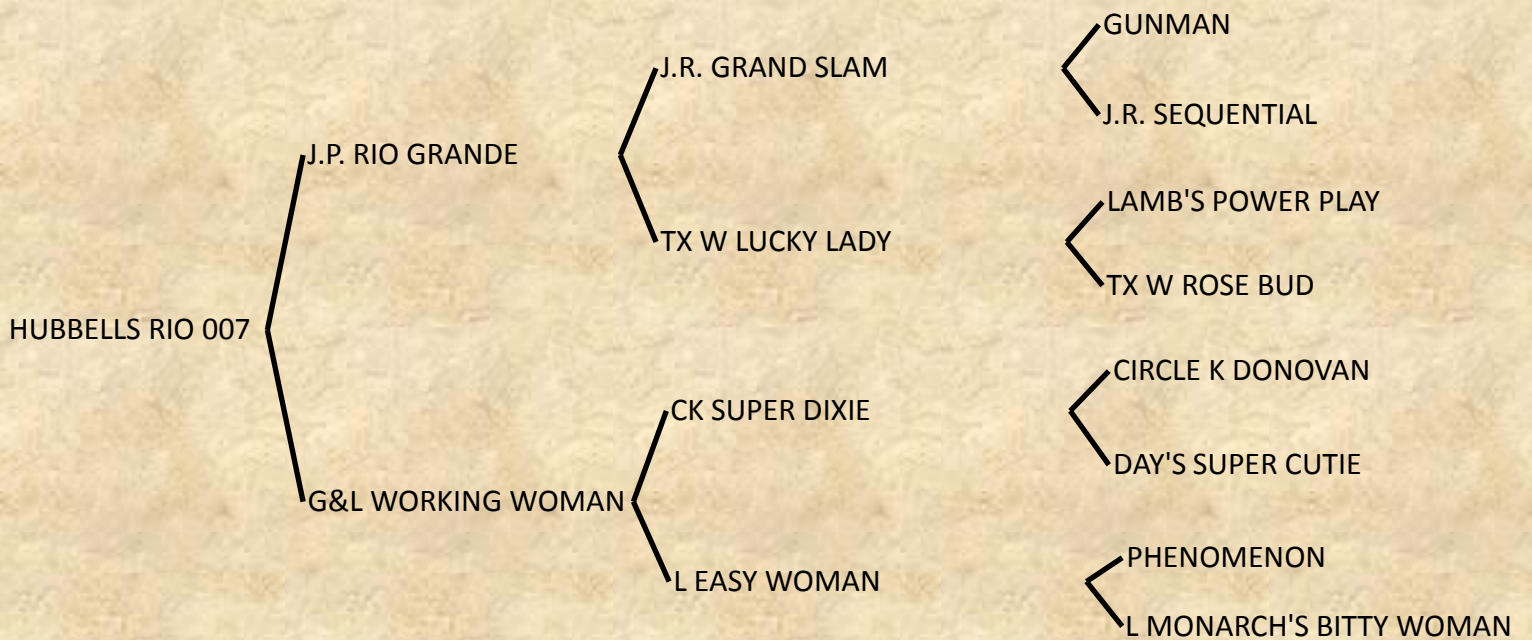 GUNMAN
J.R. GRAND SLAM
J.R. SEQUENTIAL
J.P. RIO GRANDE
LAMB'S POWER PLAY
TX W LUCKY LADY
TX W ROSE BUD
HUBBELLS RIO 007
CIRCLE K DONOVAN
CK SUPER DIXIE
DAY'S SUPER CUTIE
G&L WORKING WOMAN
PHENOMENON
L EASY WOMAN
L MONARCH'S BITTY WOMAN